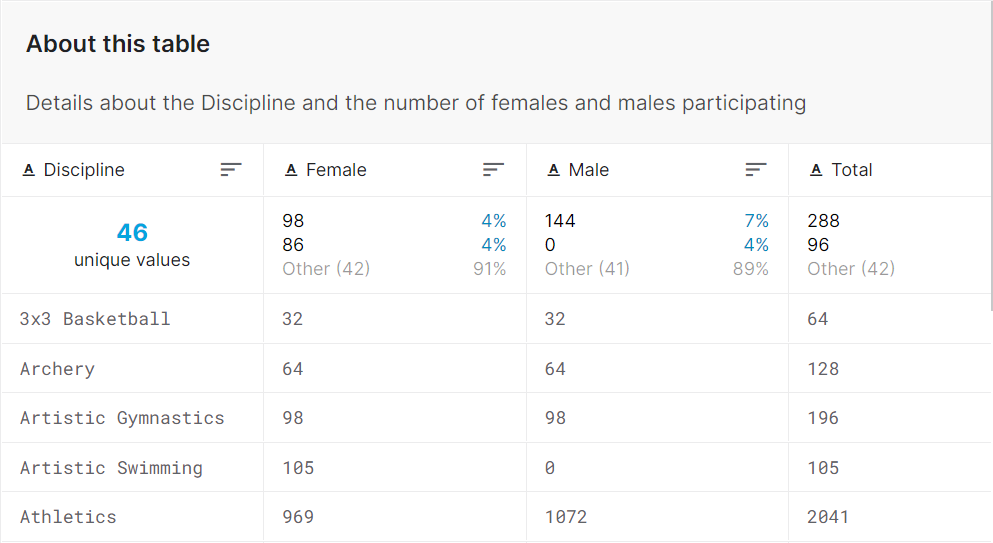 About this table
Details about the Discipline and the number of females and males participating
A Discipline A Female A Male A Total
46
unique values
98 4%
86 4%
Other (42) 91%
144 7%
0 4%
Other (41) 89%
288
96
Other (42)
3x3 Basketball 32 32 64
Archery 64 64 128
Artistic Gymnastics 98 98 196
Artistic Swimming 105 0 105
Athletics 969 1072 2041